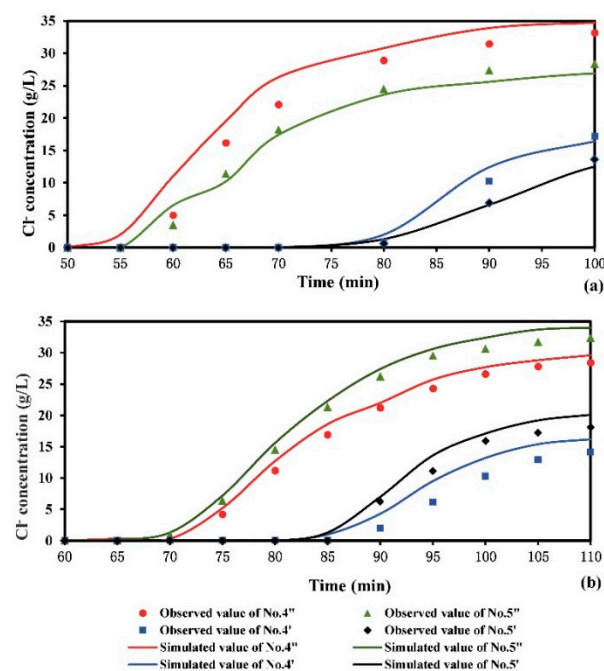 35
30
25
20
15
10
5
0
Cl⁻ concentration (g/L)
50 55 60 65 70 75 80 85 90 95 100
Time (min)
(a)
35
30
25
20
15
10
5
0
Cl⁻ concentration (g/L)
60 65 70 75 80 85 90 95 100 105 110
Time (min)
(b)
Observed value of No.4" Observed value of No.5"
Observed value of No.4' Observed value of No.5'
Simulated value of No.4" Simulated value of No.5"
Simulated value of No.4' Simulated value of No.5'